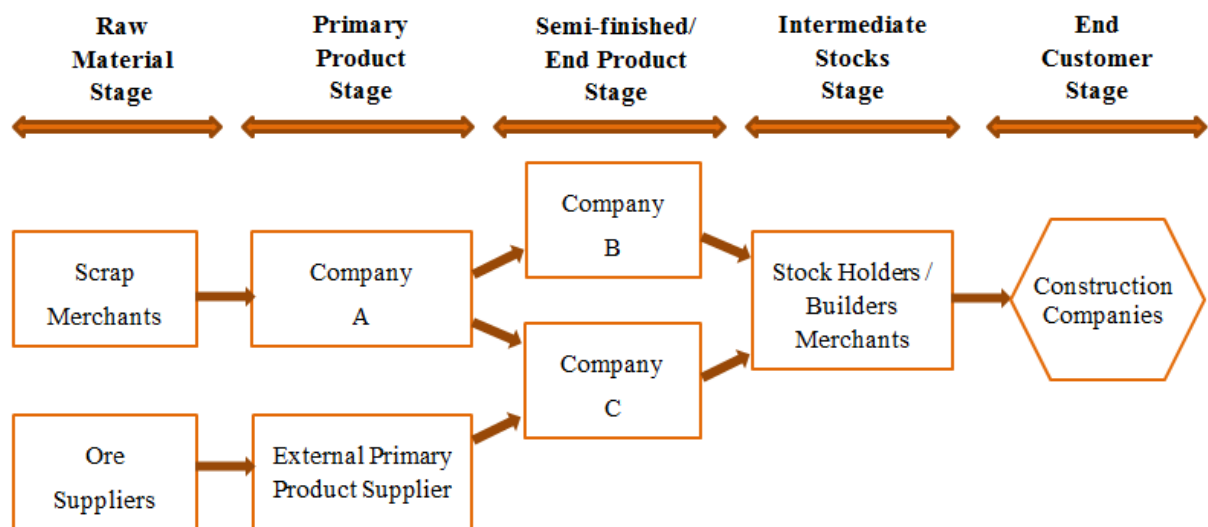 Raw
Material
Stage
Primary
Product
Stage
Semi-finished/
End Product
Stage
Intermediate
Stocks
Stage
End
Customer
Stage
Scrap
Merchants
Company
A
Company
B
Company
C
Stock Holders /
Builders
Merchants
Construction
Companies
Ore
Suppliers
External Primary
Product Supplier